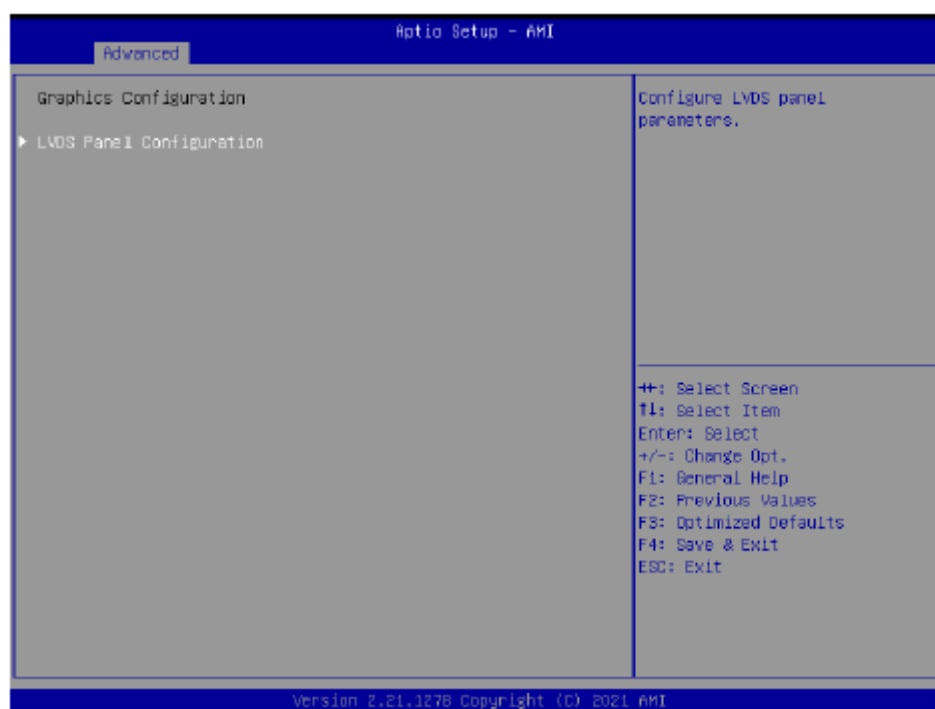 Aptio Setup - AMI
Advanced
Graphics Configuration
▶ LVDS Panel Configuration
Configure LVDS panel
parameters.
→←: Select Screen
↑↓: Select Item
Enter: Select
+/-: Change Opt.
F1: General Help
F2: Previous Values
F3: Optimized Defaults
F4: Save & Exit
ESC: Exit
Version 2.21.1278 Copyright (C) 2021 AMI